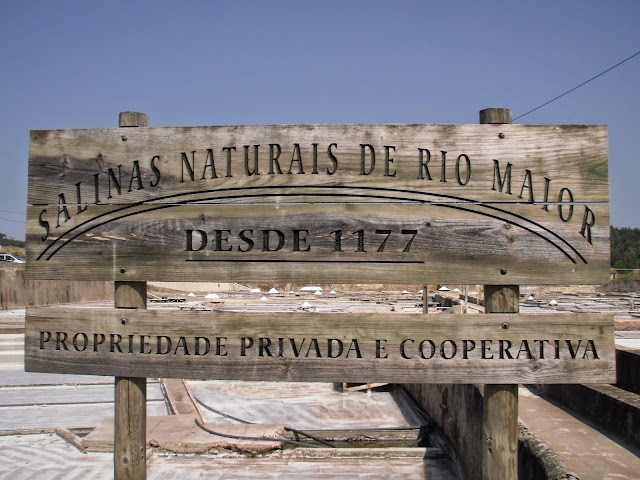 SALINAS NATURAIS DE RIO MAIOR
DESDE 1177
PROPRIEDADE PRIVADA E COOPERATIVA